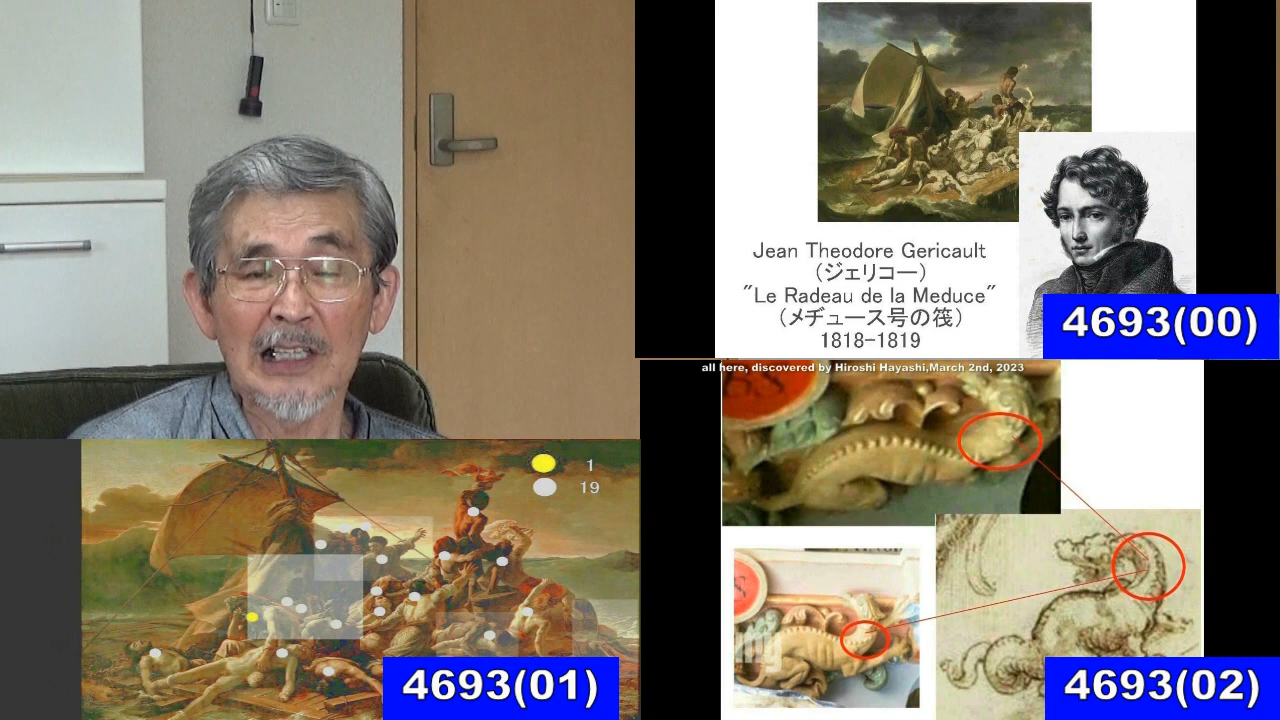 Jean Theodore Gericault
(ジェリコー)
"Le Radeau de la Meduce"
(メヂュース号の筏)
1818-1819
4693(00)
all here, discovered by Hiroshi Hayashi,March 2nd, 2023
1
19
4693(01)
4693(02)